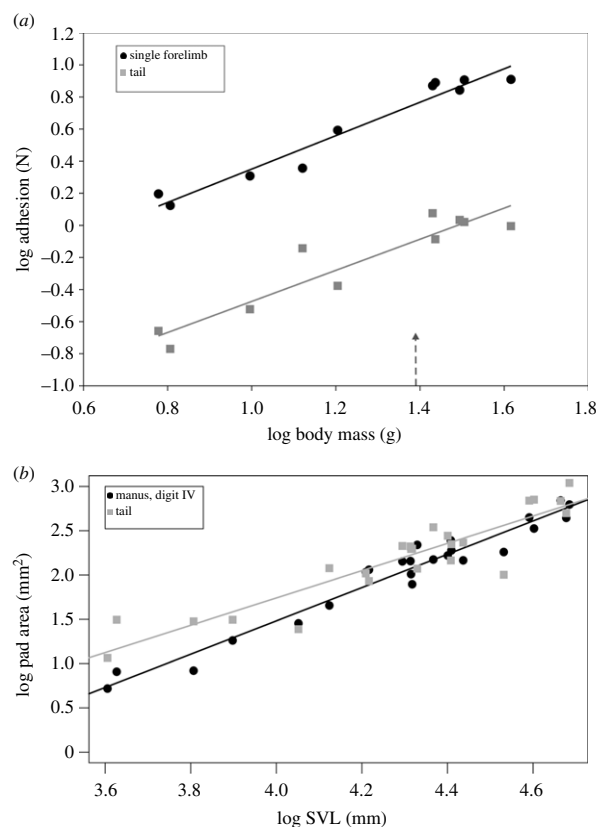 (a)
1.2
1.0
0.8
0.6
0.4
0.2
0
–0.2
–0.4
–0.6
–0.8
–1.0
log adhesion (N)
single forelimb
tail
0.6 0.8 1.0 1.2 1.4 1.6 1.8
log body mass (g)
(b)
3.0
2.5
2.0
1.5
1.0
0.5
0
log pad area (mm²)
manus, digit IV
tail
3.6 3.8 4.0 4.2 4.4 4.6
log SVL (mm)